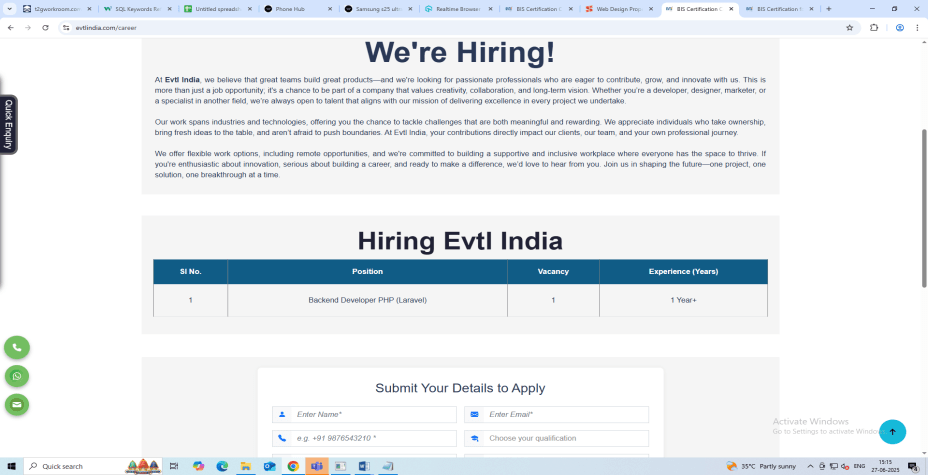 t2gworkroom.com
SQL Keywords Re
Untitled spreadsh
Phone Hub
Samsung s25 ultr
Realtime Browser
BIS Certification C
Web Design Prop
BIS Certification C
BIS Certification
evtlindia.com/career
We're Hiring!
At Evtl India, we believe that great teams build great products—and we're looking for passionate professionals who are eager to contribute, grow, and innovate with us. This is
more than just a job opportunity; it's a chance to be part of a company that values creativity, collaboration, and long-term vision. Whether you're a developer, designer, marketer, or
a specialist in another field, we're always open to talent that aligns with our mission of delivering excellence in every project we undertake.
Our work spans industries and technologies, offering you the chance to tackle challenges that are both meaningful and rewarding. We appreciate individuals who take ownership,
bring fresh ideas to the table, and aren't afraid to push boundaries. At Evtl India, your contributions directly impact our clients, our team, and your own professional journey.
We offer flexible work options, including remote opportunities, and we're committed to building a supportive and inclusive workplace where everyone has the space to thrive. If
you're enthusiastic about innovation, serious about building a career, and ready to make a difference, we'd love to hear from you. Join us in shaping the future—one project, one
solution, one breakthrough at a time.
Quick Enquiry
Hiring Evtl India
Sl No. Position Vacancy Experience (Years)
1 Backend Developer PHP (Laravel) 1 1 Year+
Submit Your Details to Apply
Enter Name* Enter Email*
e.g. +91 9876543210 * Choose your qualification
Activate Windows
Go to Settings to activate Windows
Quick search
35°C Partly sunny
ENG
15:15
27-06-2025